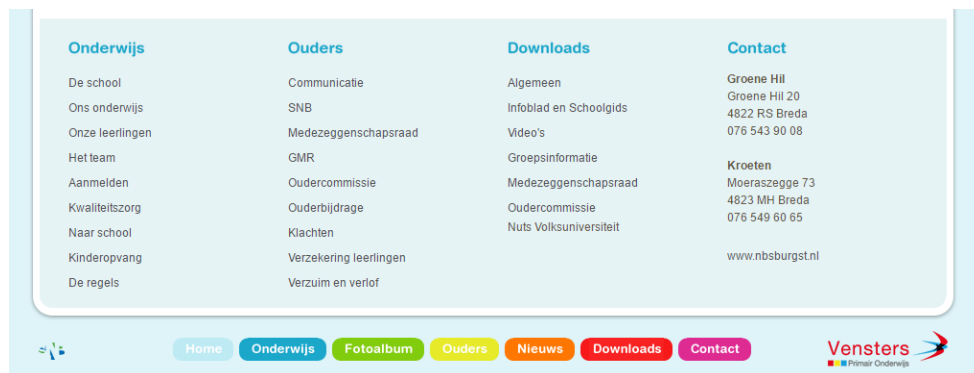 Onderwijs
De school
Ons onderwijs
Onze leerlingen
Het team
Aanmelden
Kwaliteitszorg
Naar school
Kinderopvang
De regels
Ouders
Communicatie
SNB
Medezeggenschapsraad
GMR
Oudercommissie
Ouderbijdrage
Klachten
Verzekering leerlingen
Verzuim en verlof
Downloads
Algemeen
Infoblad en Schoolgids
Video's
Groepsinformatie
Medezeggenschapsraad
Oudercommissie
Nuts Volksuniversiteit
Contact
Groene Hil
Groene Hil 20
4822 RS Breda
076 543 90 08
Kroeten
Moeraszegge 73
4823 MH Breda
076 549 60 65
www.nbsburgst.nl
Home Onderwijs Fotoalbum Ouders Nieuws Downloads Contact
Vensters
Primair Onderwijs